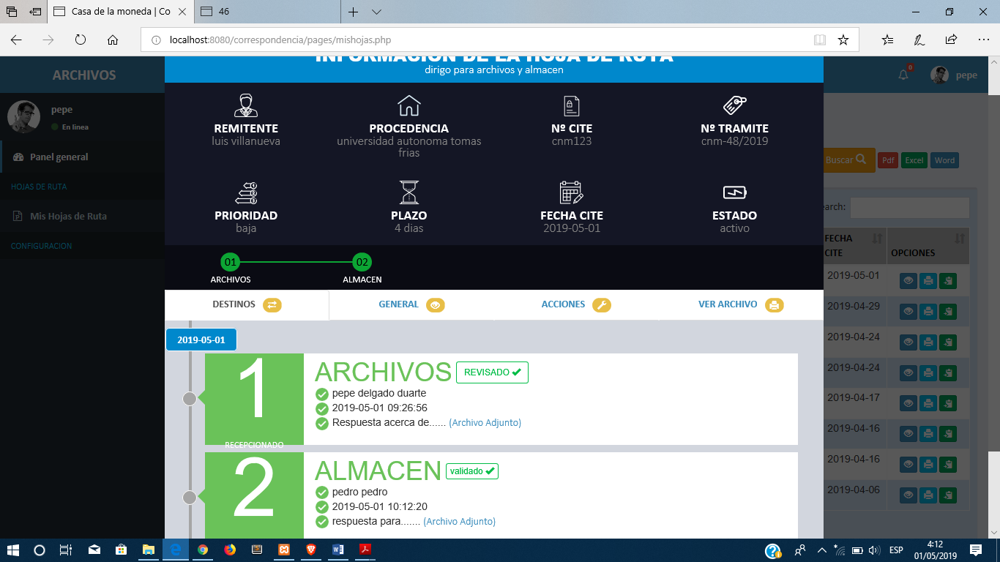 Casa de la moneda | Co
46
localhost:8080/correspondencia/pages/mishojas.php
ARCHIVOS
pepe
En linea
Panel general
HOJAS DE RUTA
Mis Hojas de Ruta
CONFIGURACION
INFORMACIÓN DE LA HOJA DE RUTA
dirigo para archivos y almacen
0
pepe
REMITENTE
luis villanueva
PROCEDENCIA
universidad autonoma tomas
frias
Nº CITE
cnm123
Nº TRAMITE
cnm-48/2019
PRIORIDAD
baja
PLAZO
4 dias
FECHA CITE
2019-05-01
ESTADO
activo
01
ARCHIVOS
02
ALMACEN
DESTINOS
GENERAL
ACCIONES
VER ARCHIVO
2019-05-01
1
RECEPCIONADO
ARCHIVOS REVISADO
pepe delgado duarte
2019-05-01 09:26:56
Respuesta acerca de...... (Archivo Adjunto)
2
ALMACEN validado
pedro pedro
2019-05-01 10:12:20
respuesta para....... (Archivo Adjunto)
Buscar
Pdf
Excel
Word
earch:
FECHA
CITE
OPCIONES
2019-05-01
2019-04-29
2019-04-24
2019-04-24
2019-04-17
2019-04-16
2019-04-16
2019-04-06
ESP
4:12
01/05/2019